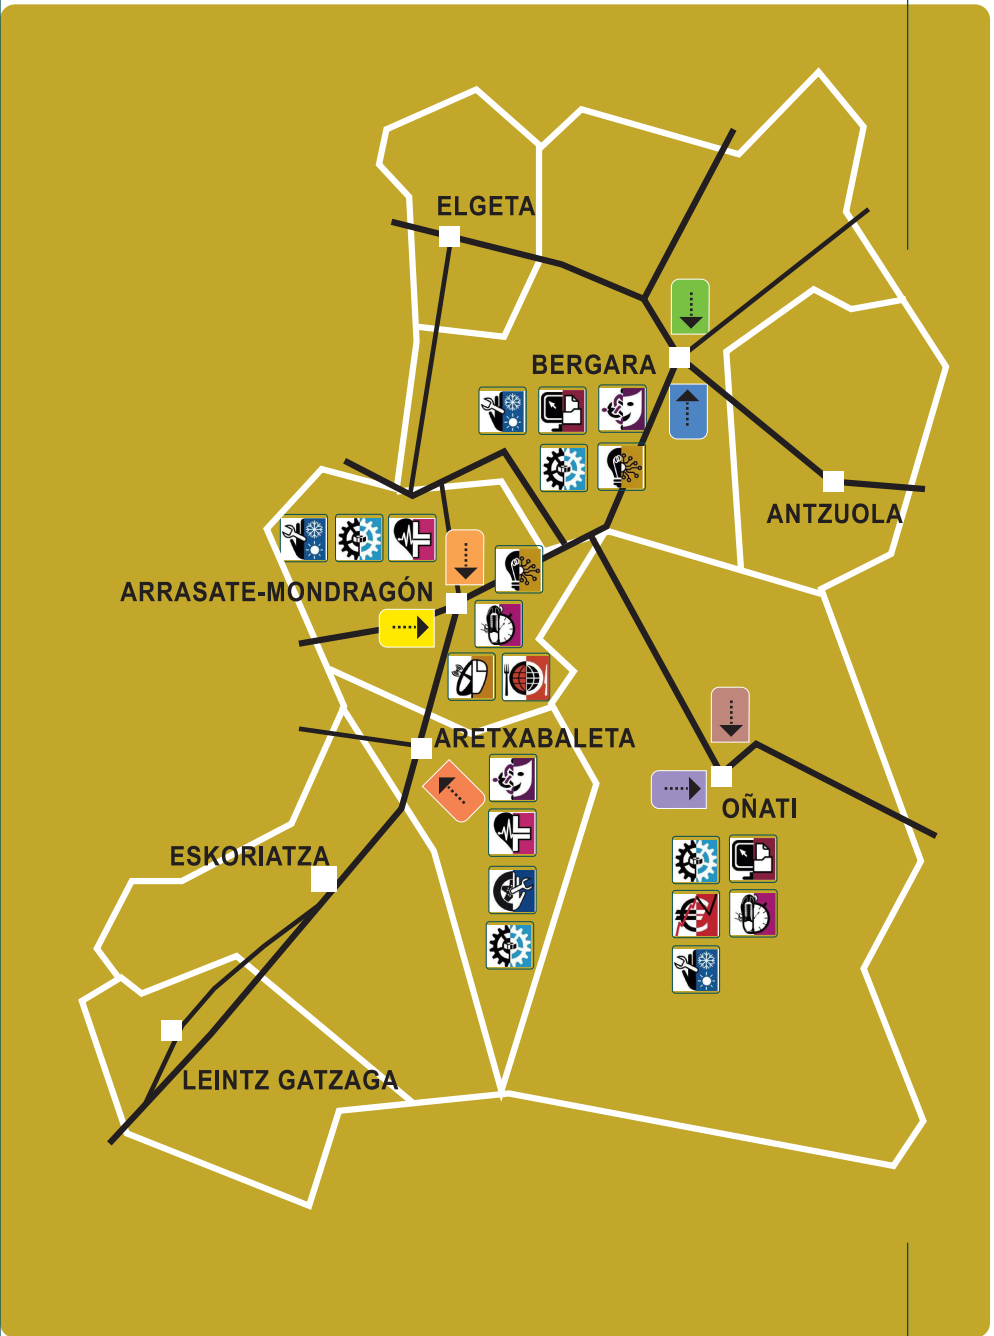 ELGETA
BERGARA
ANTZUOLA
ARRASATE-MONDRAGÓN
ARETXABALETA
OÑATI
ESKORIATZA
LEINTZ GATZAGA